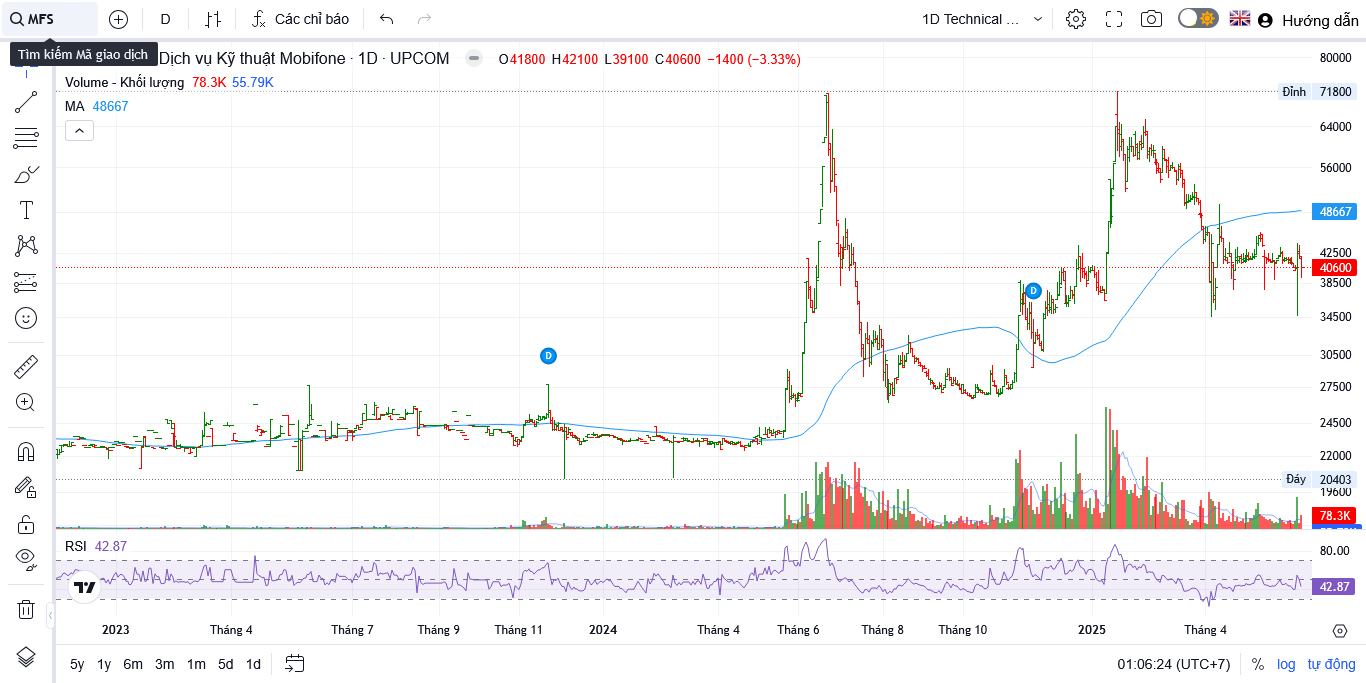 MFS
D
Các chỉ báo
1D Technical ...
Hướng dẫn
Tìm kiếm Mã giao dịch
Dịch vụ Kỹ thuật Mobifone · 1D · UPCOM
O41800 H42100 L39100 C40600 −1400 (−3.33%)
Volume - Khối lượng 78.3K 55.79K
MA 48667
80000
Đỉnh 71800
64000
56000
48667
42500
40600
38500
34500
30500
27500
24500
22000
Đáy 20403
19600
78.3K
D
D
RSI 42.87
80.00
42.87
2023 Tháng 4 Tháng 7 Tháng 9 Tháng 11 2024 Tháng 4 Tháng 6 Tháng 8 Tháng 10 2025 Tháng 4
5y 1y 6m 3m 1m 5d 1d
01:06:24 (UTC+7) % log tự động